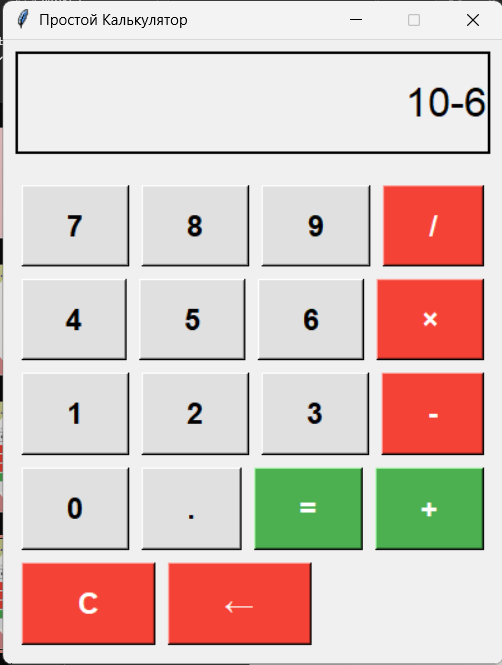 Простой Калькулятор
10-6
7 8 9 /
4 5 6 ×
1 2 3 -
0 . = +
C ←